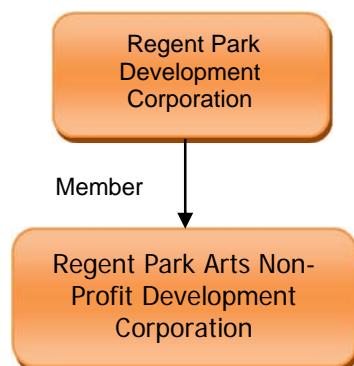 Regent Park
Development
Corporation
Member
Regent Park Arts Non-
Profit Development
Corporation